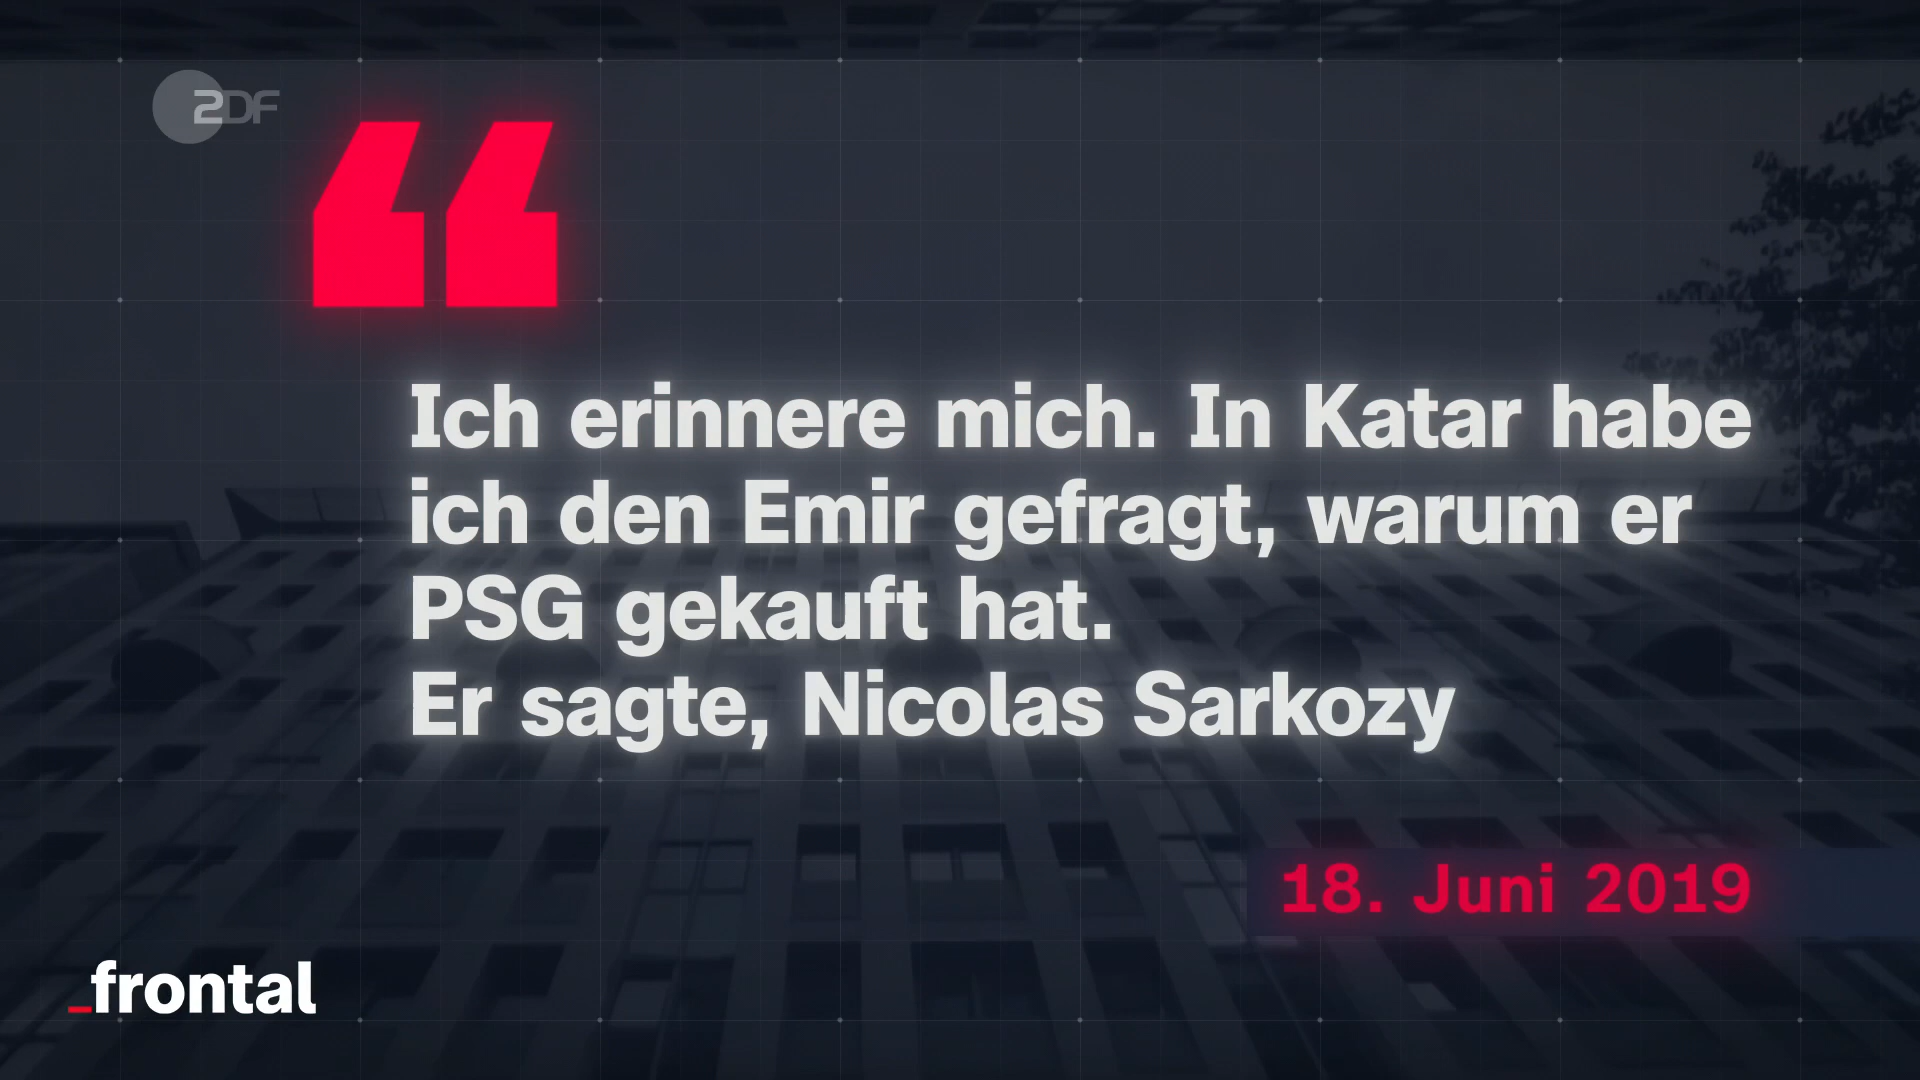 ZDF
“
Ich erinnere mich. In Katar habe
ich den Emir gefragt, warum er
PSG gekauft hat.
Er sagte, Nicolas Sarkozy
18. Juni 2019
_frontal